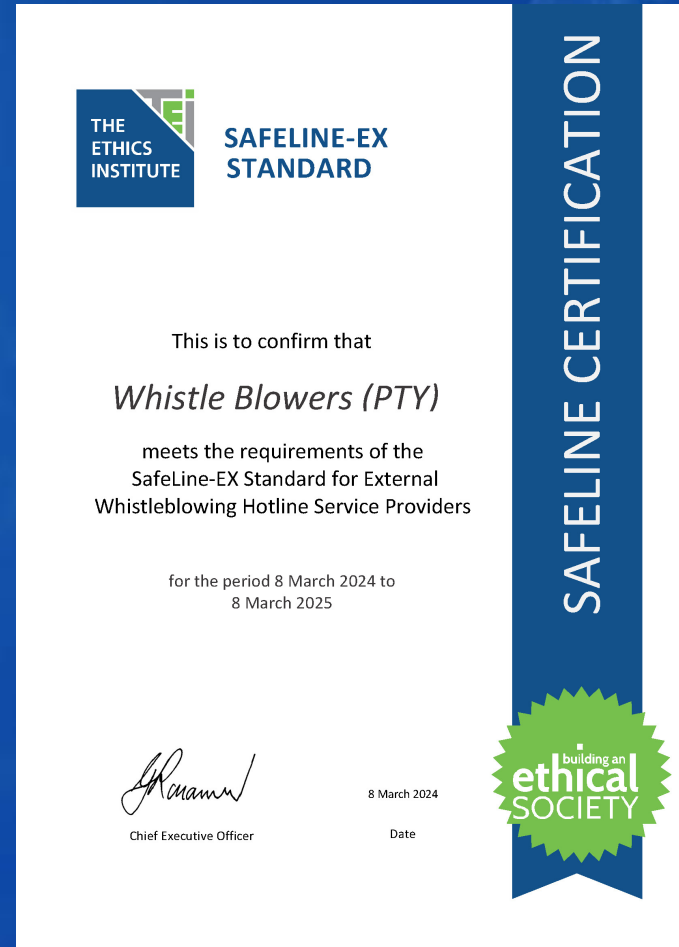 THE
ETHICS
INSTITUTE
TEi
SAFELINE-EX
STANDARD
This is to confirm that
Whistle Blowers (PTY)
meets the requirements of the
SafeLine-EX Standard for External
Whistleblowing Hotline Service Providers
for the period 8 March 2024 to
8 March 2025
8 March 2024
Chief Executive Officer
Date
SAFELINE CERTIFICATION
building an
ethical
SOCIETY